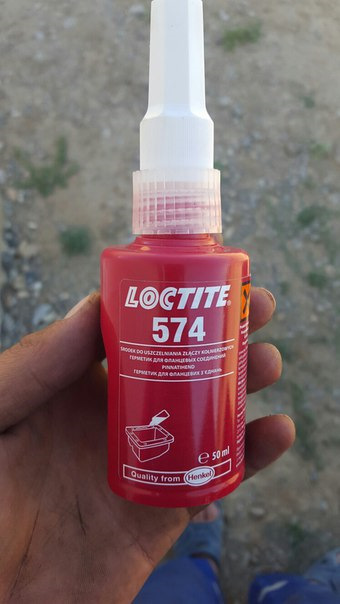 LOCTITE®
574
ŚRODEK DO USZCZELNIANIA ZŁĄCZY KOŁNIERZOWYCH
ГЕРМЕТИК ДЛЯ ФЛАНЦЕВЫХ СОЕДИНЕНИЙ
PINNATIHEND
ГЕРМЕТИК ДЛЯ ФЛАНЦЕВИХ З'ЄДНАНЬ
℮ 50 ml
Quality from Henkel